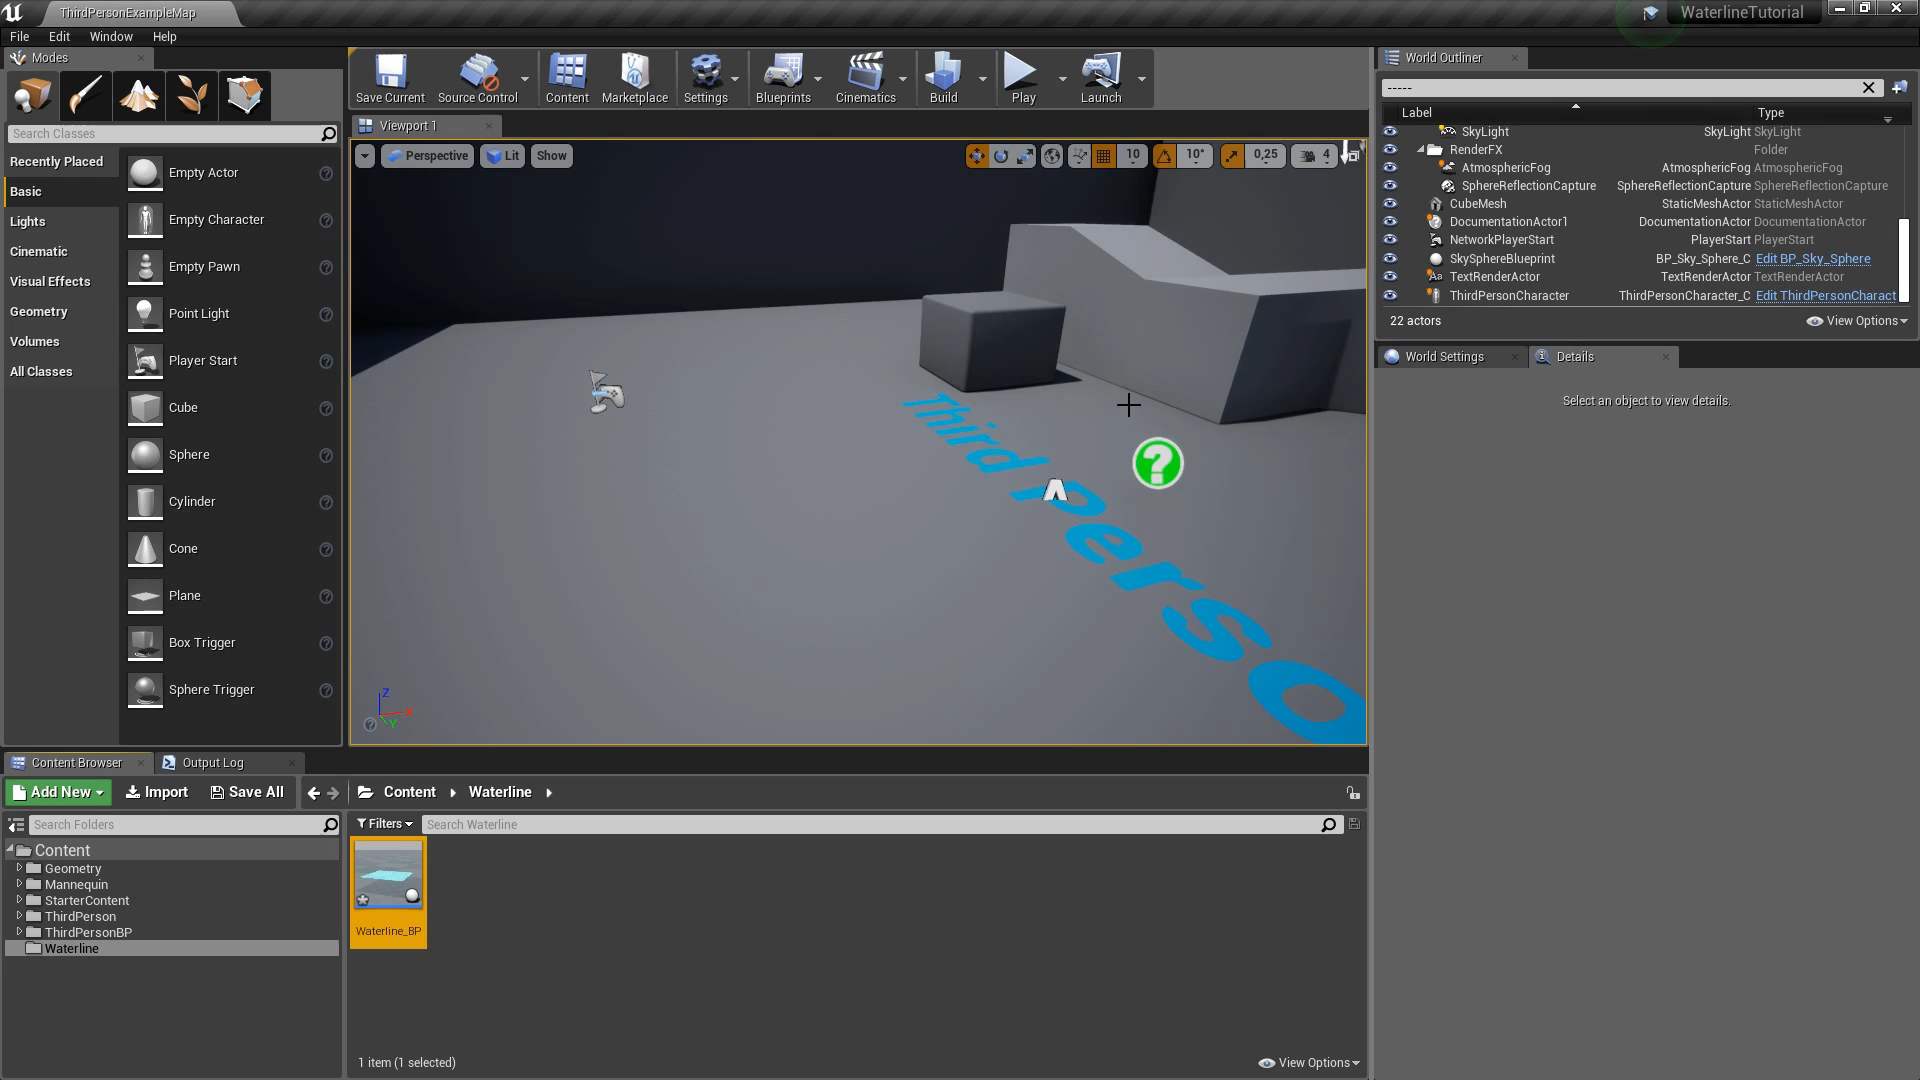 ThirdPersonExampleMap
WaterlineTutorial
File Edit Window Help
Modes
Search Classes
Recently Placed
Basic
Lights
Cinematic
Visual Effects
Geometry
Volumes
All Classes
Empty Actor
Empty Character
Empty Pawn
Point Light
Player Start
Cube
Sphere
Cylinder
Cone
Plane
Box Trigger
Sphere Trigger
Save Current
Source Control
Content
Marketplace
Settings
Blueprints
Cinematics
Build
Play
Launch
Viewport 1
Perspective Lit Show
10 10° 0,25 4
Third Perso
Z
X
Y
World Outliner
-----
Label Type
SkyLight SkyLight SkyLight
RenderFX Folder
AtmosphericFog AtmosphericFog AtmosphericFog
SphereReflectionCapture SphereReflectionCapture SphereReflectionCapture
CubeMesh StaticMeshActor StaticMeshActor
DocumentationActor1 DocumentationActor DocumentationActor
NetworkPlayerStart PlayerStart PlayerStart
SkySphereBlueprint BP_Sky_Sphere_C Edit BP_Sky_Sphere
TextRenderActor TextRenderActor TextRenderActor
ThirdPersonCharacter ThirdPersonCharacter_C Edit ThirdPersonCharact
22 actors
View Options
World Settings
Details
Select an object to view details.
Content Browser
Output Log
Add New Import Save All Content Waterline
Search Folders
Content
Geometry
Mannequin
StarterContent
ThirdPerson
ThirdPersonBP
Waterline
Filters
Search Waterline
Waterline_BP
1 item (1 selected)
View Options